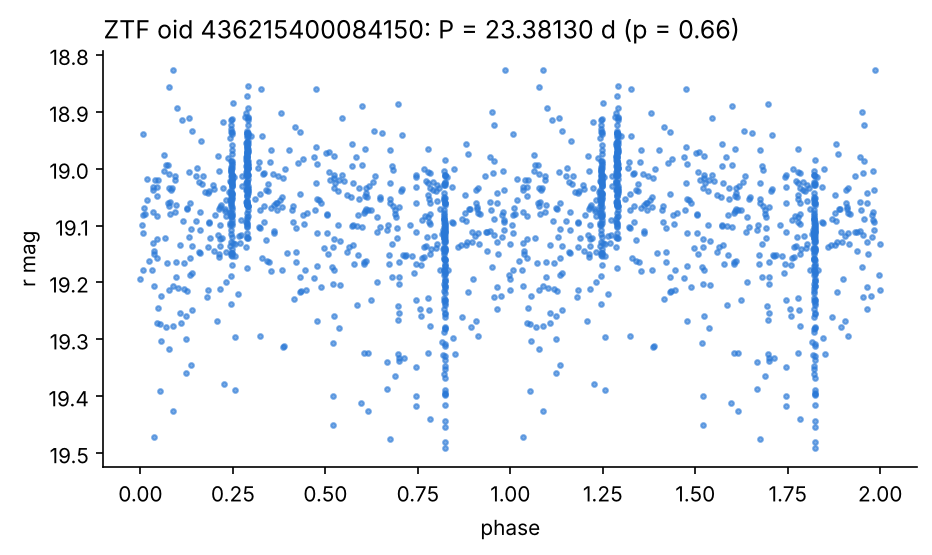 ZTF oid 436215400084150: P = 23.38130 d (p = 0.66)
18.8
18.9
19.0
19.1
19.2
19.3
19.4
19.5
r mag
0.00 0.25 0.50 0.75 1.00 1.25 1.50 1.75 2.00
phase